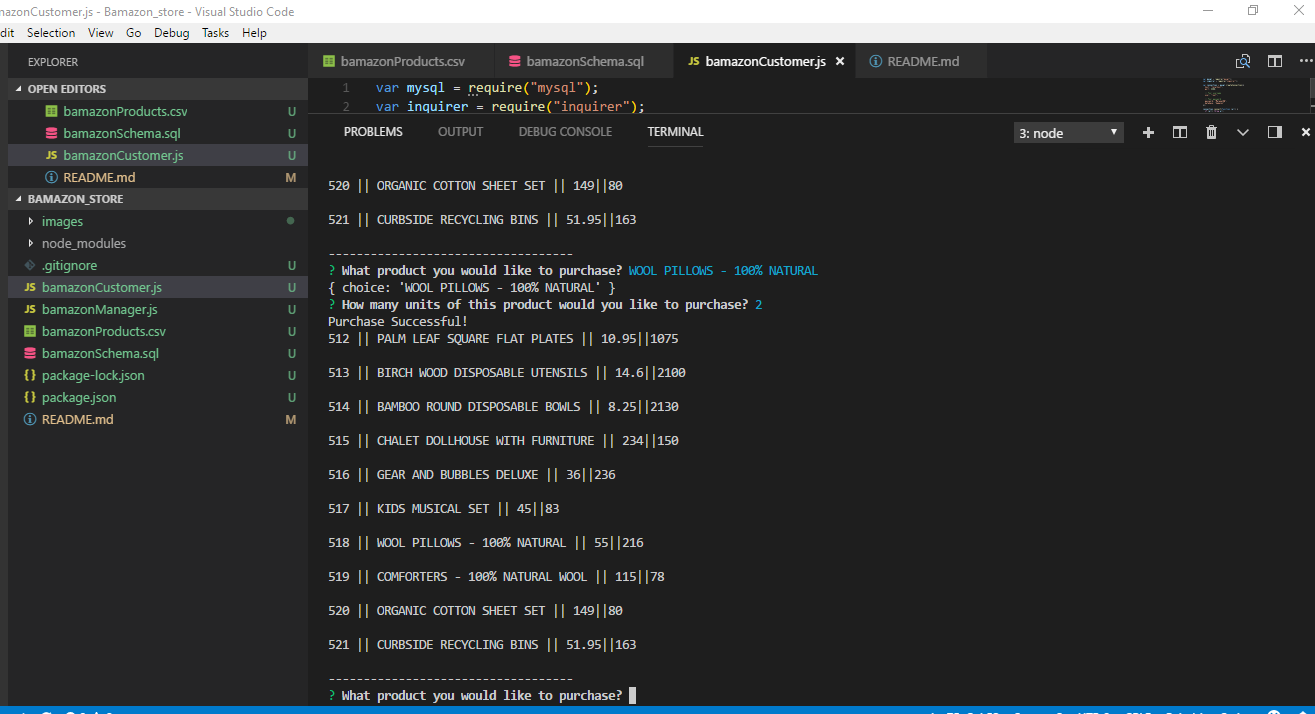 mazonCustomer.js - Bamazon_store - Visual Studio Code
dit Selection View Go Debug Tasks Help
EXPLORER
OPEN EDITORS
bamazonProducts.csv U
bamazonSchema.sql U
JS bamazonCustomer.js U
README.md M
BAMAZON_STORE
images
node_modules
.gitignore U
JS bamazonCustomer.js U
JS bamazonManager.js U
bamazonProducts.csv U
bamazonSchema.sql U
{} package-lock.json U
{} package.json U
README.md M
bamazonProducts.csv bamazonSchema.sql JS bamazonCustomer.js × README.md
1 var mysql = require("mysql");
2 var inquirer = require("inquirer");
PROBLEMS OUTPUT DEBUG CONSOLE TERMINAL 3: node
520 || ORGANIC COTTON SHEET SET || 149||80
521 || CURBSIDE RECYCLING BINS || 51.95||163
-----------------------------------
? What product you would like to purchase? WOOL PILLOWS - 100% NATURAL
{ choice: 'WOOL PILLOWS - 100% NATURAL' }
? How many units of this product would you like to purchase? 2
Purchase Successful!
512 || PALM LEAF SQUARE FLAT PLATES || 10.95||1075
513 || BIRCH WOOD DISPOSABLE UTENSILS || 14.6||2100
514 || BAMBOO ROUND DISPOSABLE BOWLS || 8.25||2130
515 || CHALET DOLLHOUSE WITH FURNITURE || 234||150
516 || GEAR AND BUBBLES DELUXE || 36||236
517 || KIDS MUSICAL SET || 45||83
518 || WOOL PILLOWS - 100% NATURAL || 55||216
519 || COMFORTERS - 100% NATURAL WOOL || 115||78
520 || ORGANIC COTTON SHEET SET || 149||80
521 || CURBSIDE RECYCLING BINS || 51.95||163
-----------------------------------
? What product you would like to purchase?